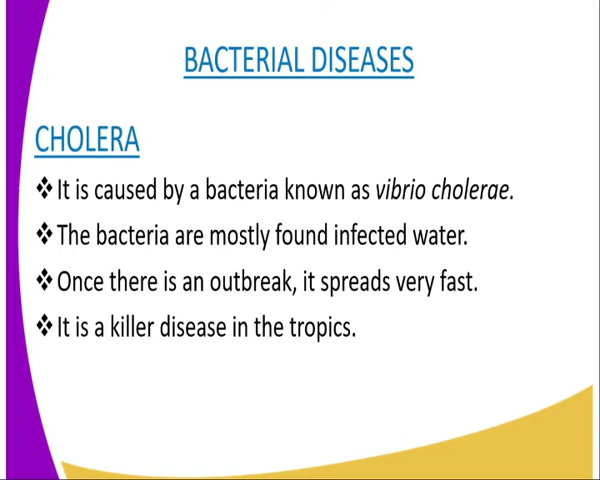 BACTERIAL DISEASES
CHOLERA
❖It is caused by a bacteria known as vibrio cholerae.
❖The bacteria are mostly found infected water.
❖Once there is an outbreak, it spreads very fast.
❖It is a killer disease in the tropics.